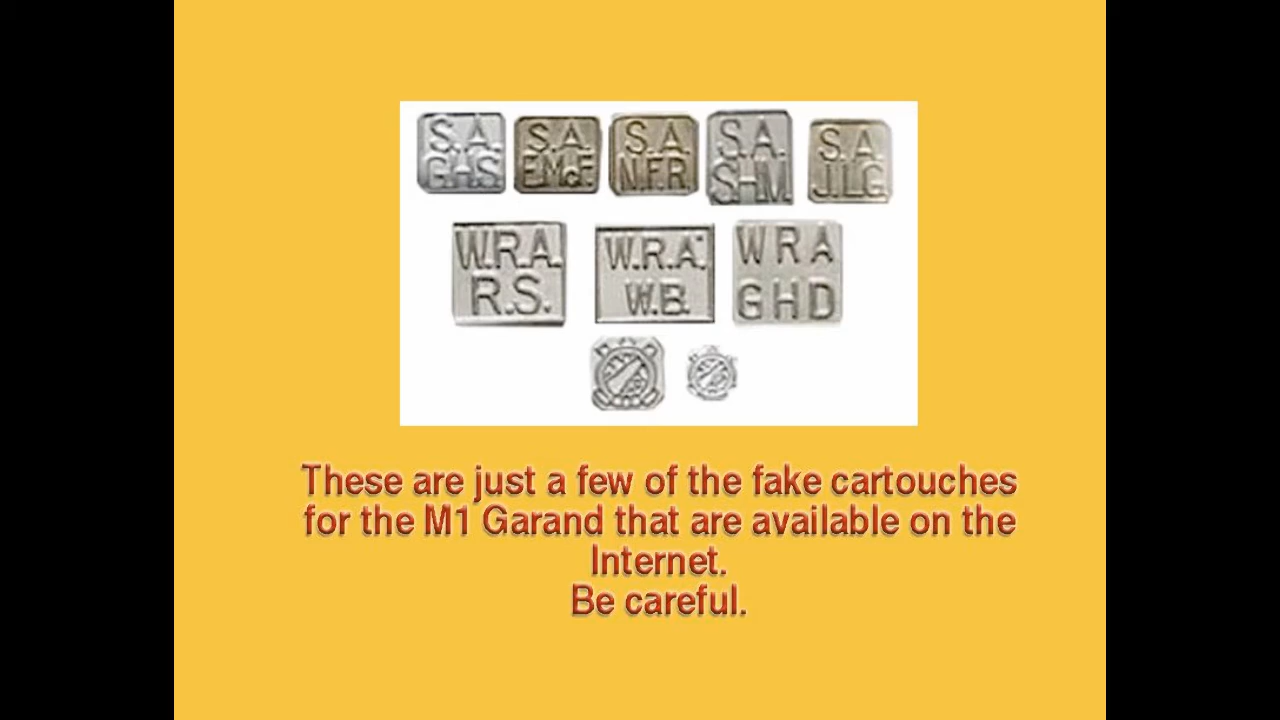 S.A. S.A. S.A. S.A. S.A.
G.H.S. E.McF. N.F.R. S.H.M. J.L.G.
W.R.A. W.R.A. W R A
R.S. W.B. G H D
These are just a few of the fake cartouches
for the M1 Garand that are available on the
Internet.
Be careful.